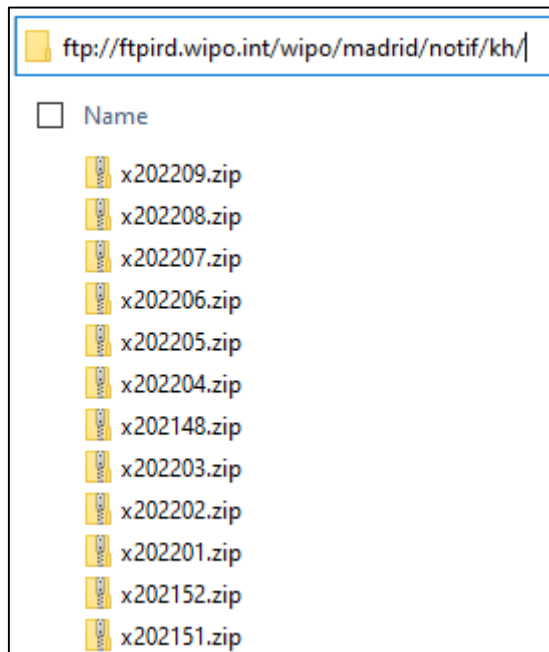 ftp://ftpird.wipo.int/wipo/madrid/notif/kh/
Name
x202209.zip
x202208.zip
x202207.zip
x202206.zip
x202205.zip
x202204.zip
x202148.zip
x202203.zip
x202202.zip
x202201.zip
x202152.zip
x202151.zip